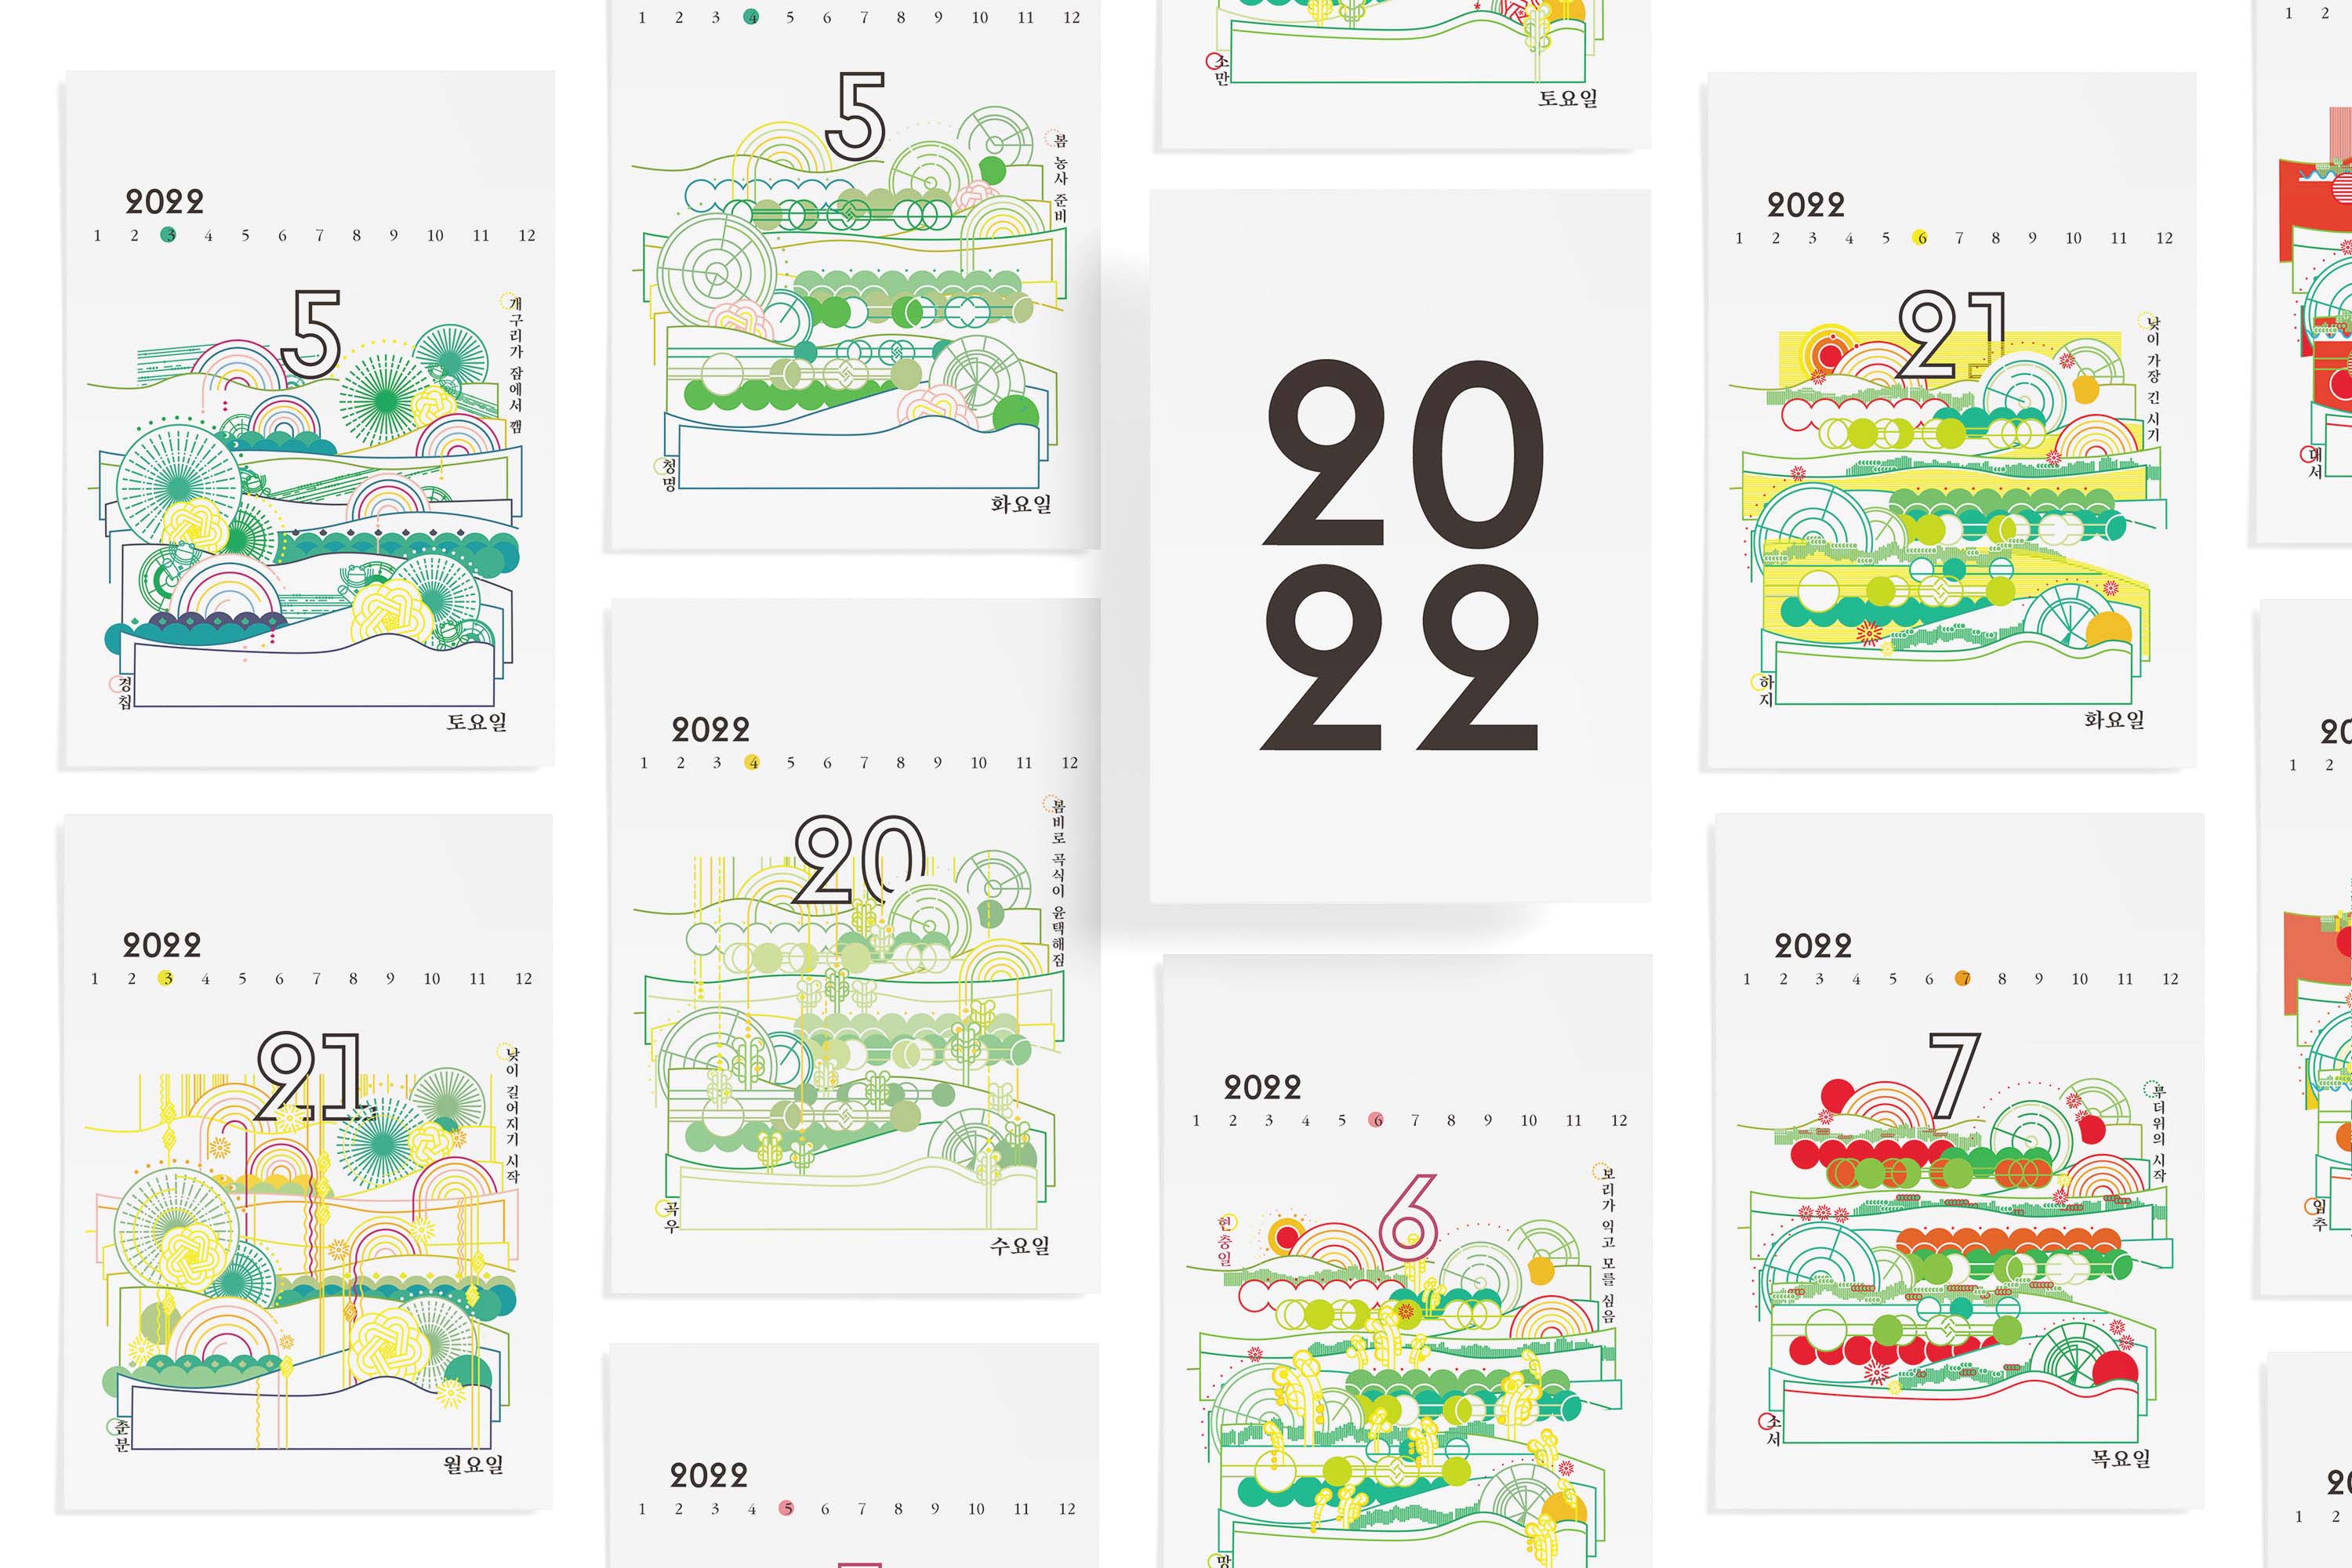 2022
1 2 3 4 5 6 7 8 9 10 11 12
5
개구리가 잠에서 깸
경칩
토요일
2022
1 2 3 4 5 6 7 8 9 10 11 12
21
낮이 길어지기 시작
춘분
월요일
1 2 3 4 5 6 7 8 9 10 11 12
5
봄 농사 준비
청명
화요일
2022
1 2 3 4 5 6 7 8 9 10 11 12
20
봄비로 곡식이 윤택해짐
곡우
수요일
2022
1 2 3 4 5 6 7 8 9 10 11 12
소만
토요일
20
22
2022
1 2 3 4 5 6 7 8 9 10 11 12
6
현충일
보리가 익고 모를 심음
망
2022
1 2 3 4 5 6 7 8 9 10 11 12
21
낮이 가장 긴 시기
하지
화요일
2022
1 2 3 4 5 6 7 8 9 10 11 12
7
무더위의 시작
소서
목요일
1 2
대서
20
1 2
입추
20
1 2